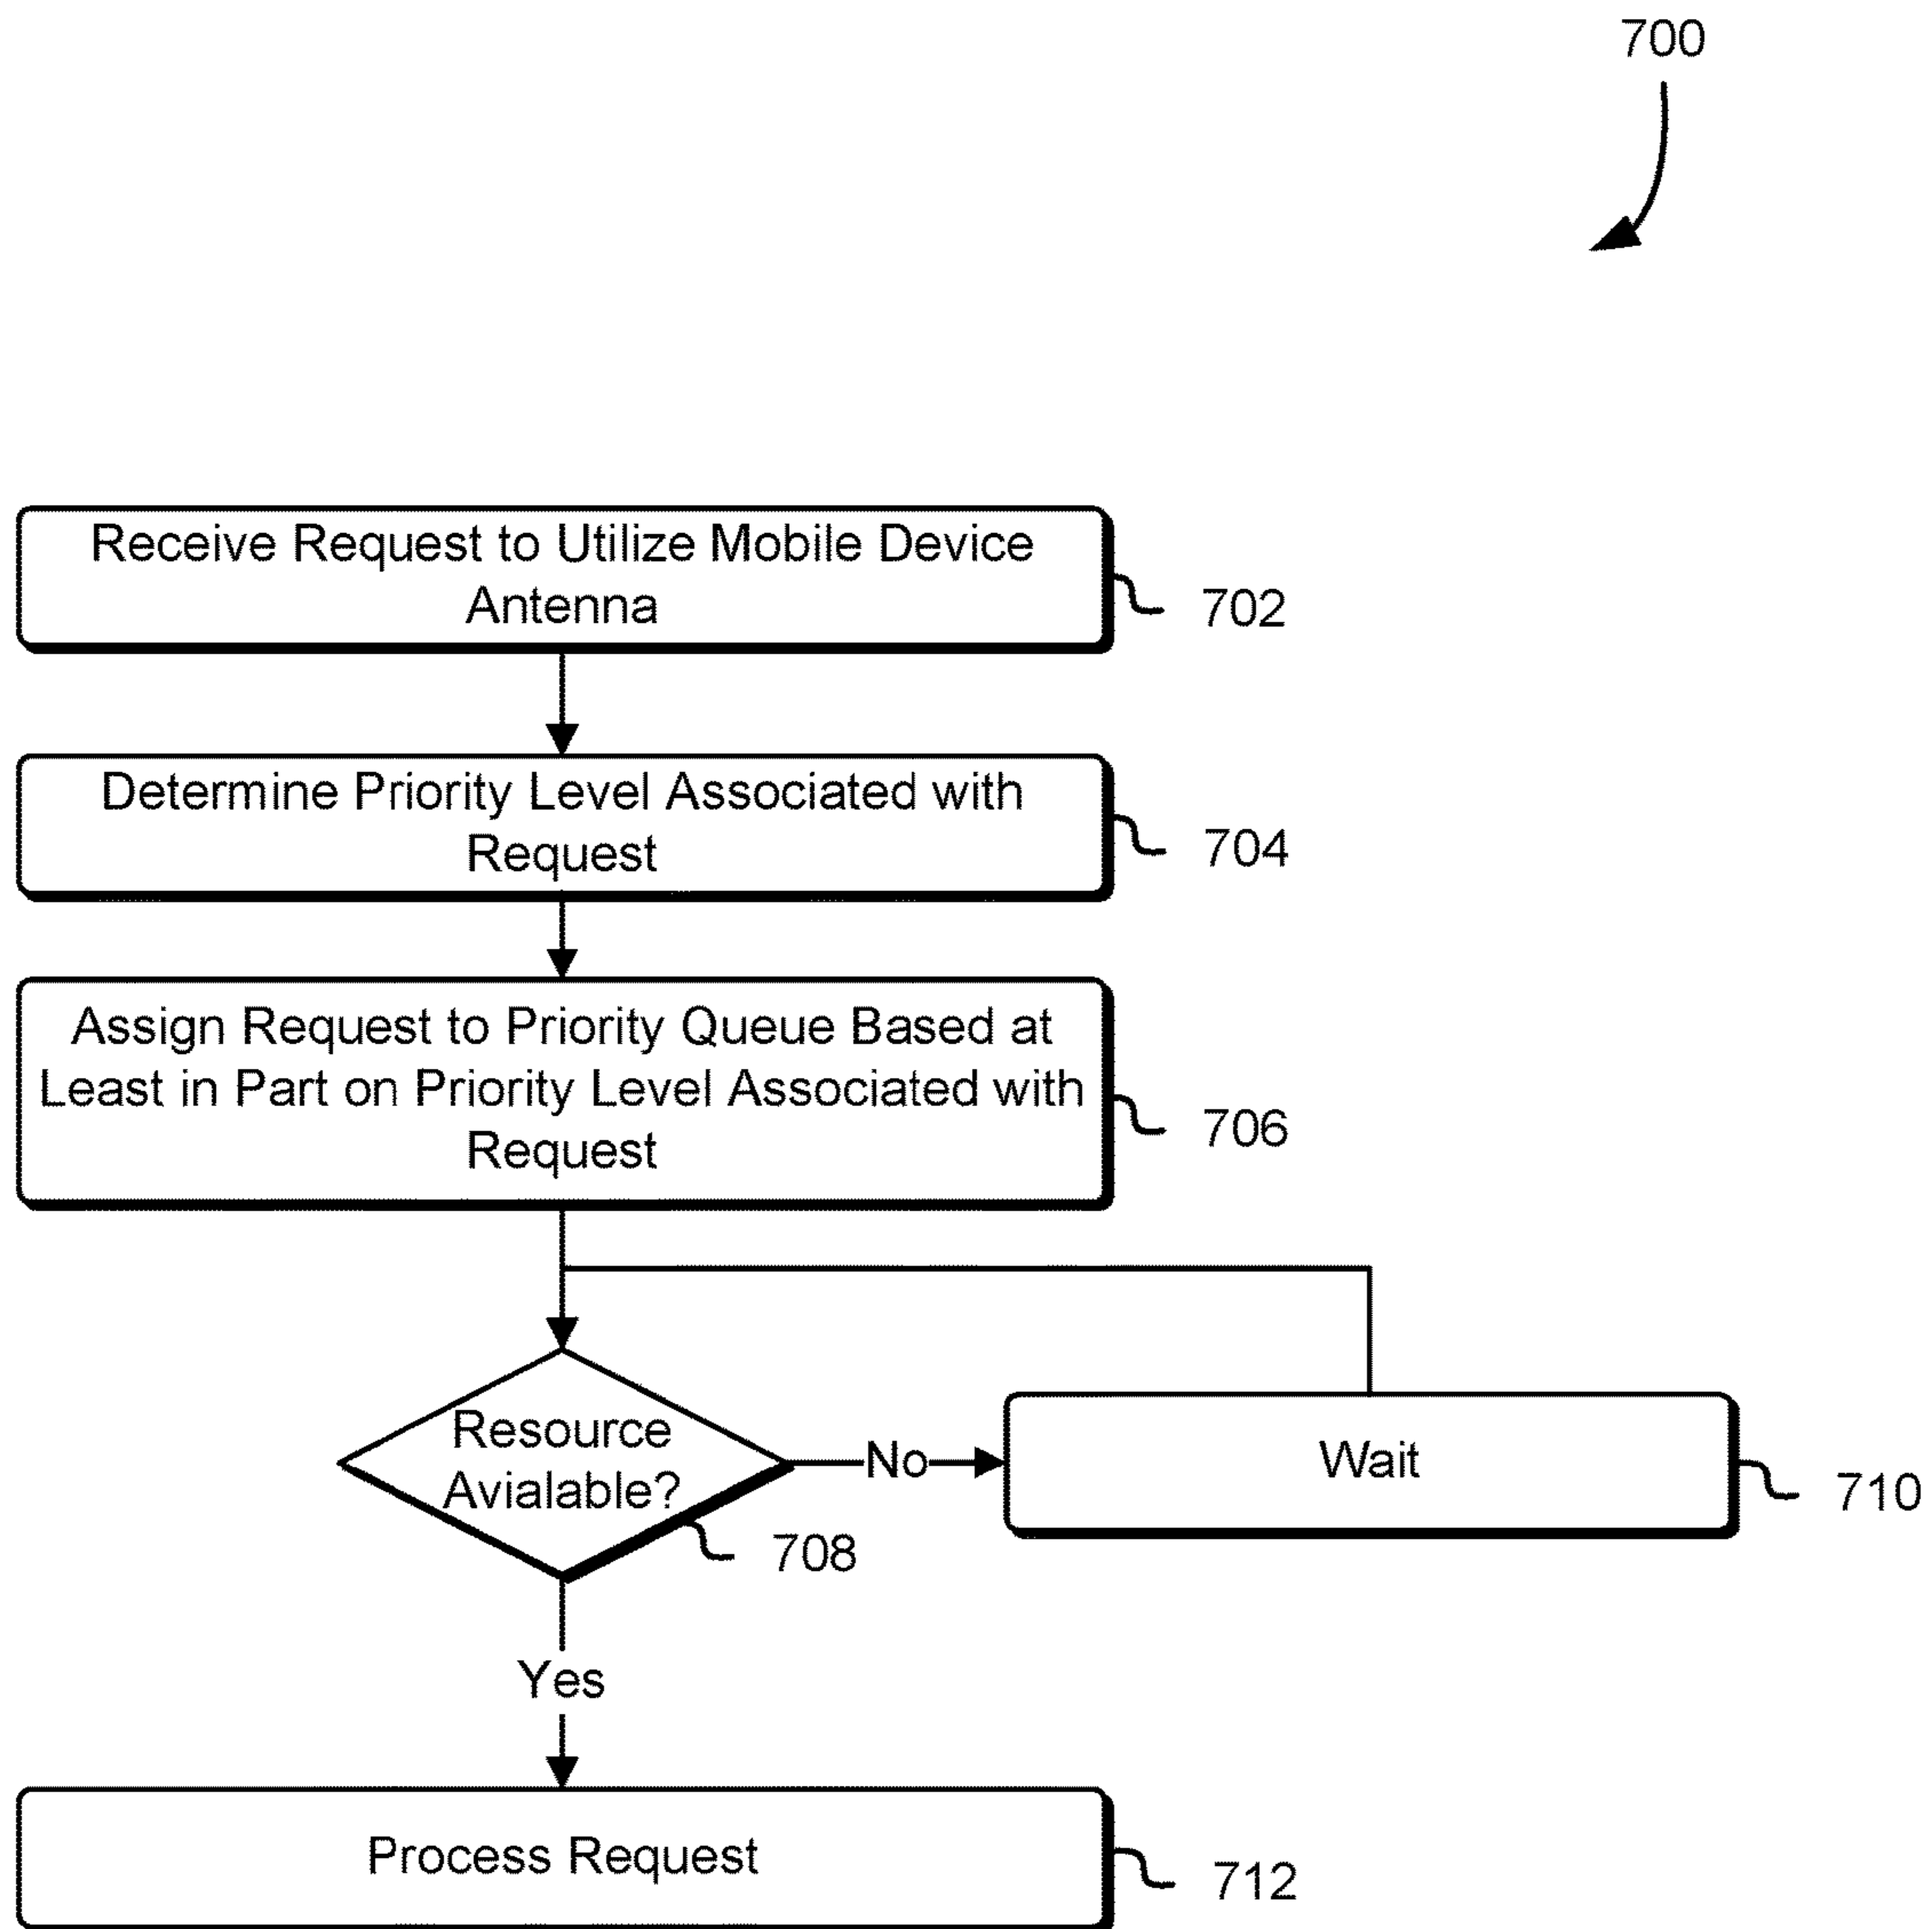 700
Receive Request to Utilize Mobile Device
Antenna
702
Determine Priority Level Associated with
Request
704
Assign Request to Priority Queue Based at
Least in Part on Priority Level Associated with
Request
706
Resource
Avialable?
708
No
Wait
710
Yes
Process Request
712